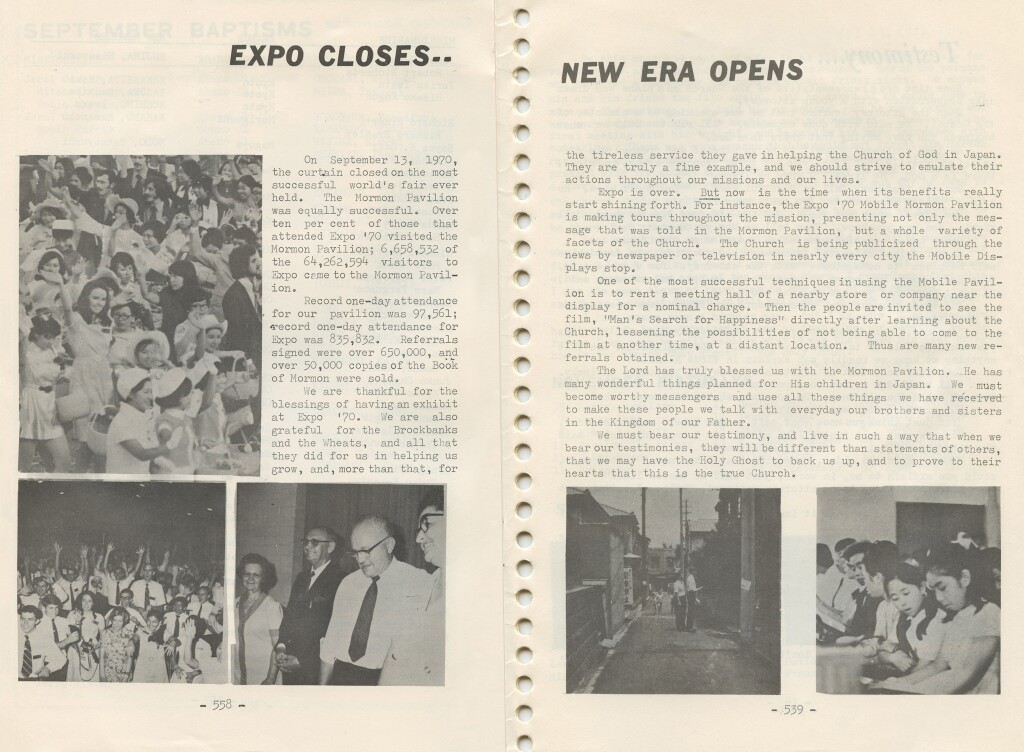 EXPO CLOSES--
On September 13, 1970,
the curtain closed on the most
successful world's fair ever
held. The Mormon Pavilion
was equally successful. Over
ten per cent of those that
attended Expo '70 visited the
Mormon Pavilion; 6,658,532 of
the 64,262,594 visitors to
Expo came to the Mormon Pavil-
ion.
Record one-day attendance
for our pavilion was 97,561;
record one-day attendance for
Expo was 835,832. Referrals
signed were over 650,000, and
over 50,000 copies of the Book
of Mormon were sold.
We are thankful for the
blessings of having an exhibit
at Expo '70. We are also
grateful for the Brockbanks
and the Wheats, and all that
they did for us in helping us
grow, and, more than that, for
- 558 -
NEW ERA OPENS
the tireless service they gave in helping the Church of God in Japan.
They are truly a fine example, and we should strive to emulate their
actions throughout our missions and our lives.
Expo is over. But now is the time when its benefits really
start shining forth. For instance, the Expo '70 Mobile Mormon Pavilion
is making tours throughout the mission, presenting not only the mes-
sage that was told in the Mormon Pavilion, but a whole variety of
facets of the Church. The Church is being publicized through the
news by newspaper or television in nearly every city the Mobile Dis-
plays stop.
One of the most successful techniques in using the Mobile Pavil-
ion is to rent a meeting hall of a nearby store or company near the
display for a nominal charge. Then the people are invited to see the
film, "Man's Search for Happiness" directly after learning about the
Church, lessening the possibilities of not being able to come to the
film at another time, at a distant location. Thus are many new re-
ferrals obtained.
The Lord has truly blessed us with the Mormon Pavilion. He has
many wonderful things planned for His children in Japan. We must
become worthy messengers and use all these things we have received
to make these people we talk with everyday our brothers and sisters
in the Kingdom of our Father.
We must bear our testimony, and live in such a way that when we
bear our testimonies, they will be different than statements of others,
that we may have the Holy Ghost to back us up, and to prove to their
hearts that this is the true Church.
- 539 -